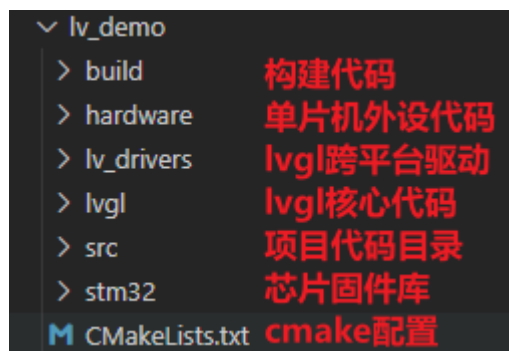 lv_demo
build 构建代码
hardware 单片机外设代码
lv_drivers lvgl跨平台驱动
lvgl lvgl核心代码
src 项目代码目录
stm32 芯片固件库
M CMakeLists.txt cmake配置